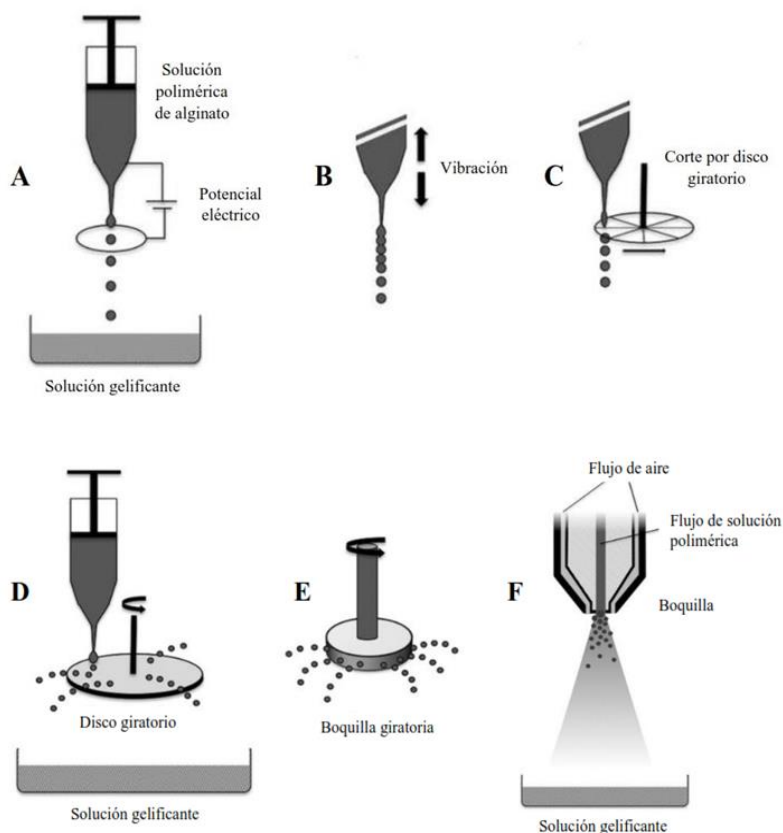 Solución
polimérica
de alginato
A
Potencial
eléctrico
Solución gelificante
B
Vibración
C
Corte por disco
giratorio
D
Disco giratorio
Solución gelificante
E
Boquilla giratoria
Flujo de aire
Flujo de solución
polimérica
F
Boquilla
Solución gelificante